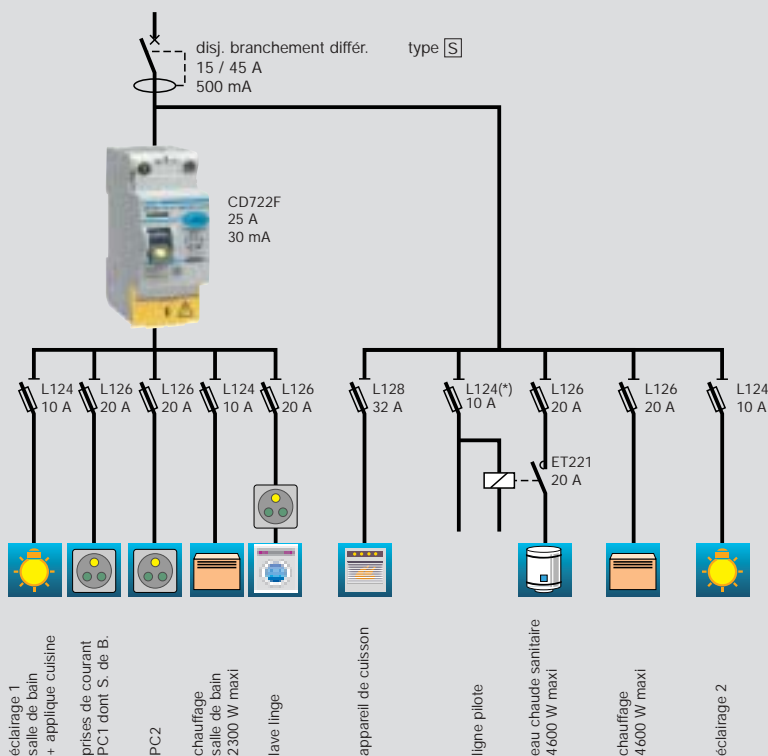 disj. branchement différ. type S
15 / 45 A
500 mA
CD722F
25 A
30 mA
L124
10 A
L126
20 A
L126
20 A
L124
10 A
L126
20 A
L128
32 A
L124(*)
10 A
L126
20 A
L126
20 A
L124
10 A
ET221
20 A
éclairage 1
salle de bain
+ applique cuisine
prises de courant
PC1 dont S. de B.
PC2
chauffage
salle de bain
2300 W maxi
lave linge
appareil de cuisson
ligne pilote
eau chaude sanitaire
4600 W maxi
chauffage
4600 W maxi
éclairage 2